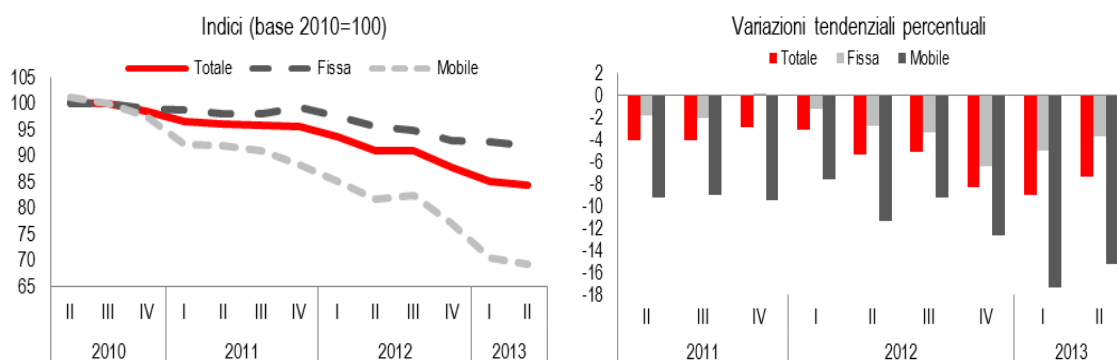 Indici (base 2010=100)
Totale Fissa Mobile
105
100
95
90
85
80
75
70
65
II III IV I II III IV I II III IV I II
2010 2011 2012 2013
Variazioni tendenziali percentuali
Totale Fissa Mobile
2
0
-2
-4
-6
-8
-10
-12
-14
-16
-18
II III IV I II III IV I II
2011 2012 2013